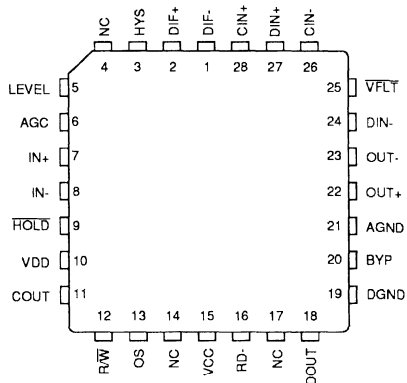 NC HYS DIF+ DIF- CIN+ DIN+ CIN-
4 3 2 1 28 27 26
LEVEL 5 25 V̅F̅L̅T̅
AGC 6 24 DIN-
IN+ 7 23 OUT-
IN- 8 22 OUT+
H̅O̅L̅D̅ 9 21 AGND
VDD 10 20 BYP
COUT 11 19 DGND
12 13 14 15 16 17 18
R/W̅ OS NC VCC RD- NC DOUT